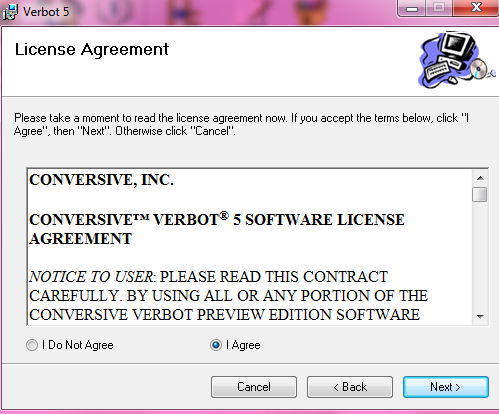 Verbot 5
License Agreement
Please take a moment to read the license agreement now. If you accept the terms below, click "I
Agree", then "Next". Otherwise click "Cancel".
CONVERSIVE, INC.
CONVERSIVE™ VERBOT® 5 SOFTWARE LICENSE
AGREEMENT
NOTICE TO USER: PLEASE READ THIS CONTRACT
CAREFULLY. BY USING ALL OR ANY PORTION OF THE
CONVERSIVE VERBOT PREVIEW EDITION SOFTWARE
I Do Not Agree
I Agree
Cancel
< Back
Next >